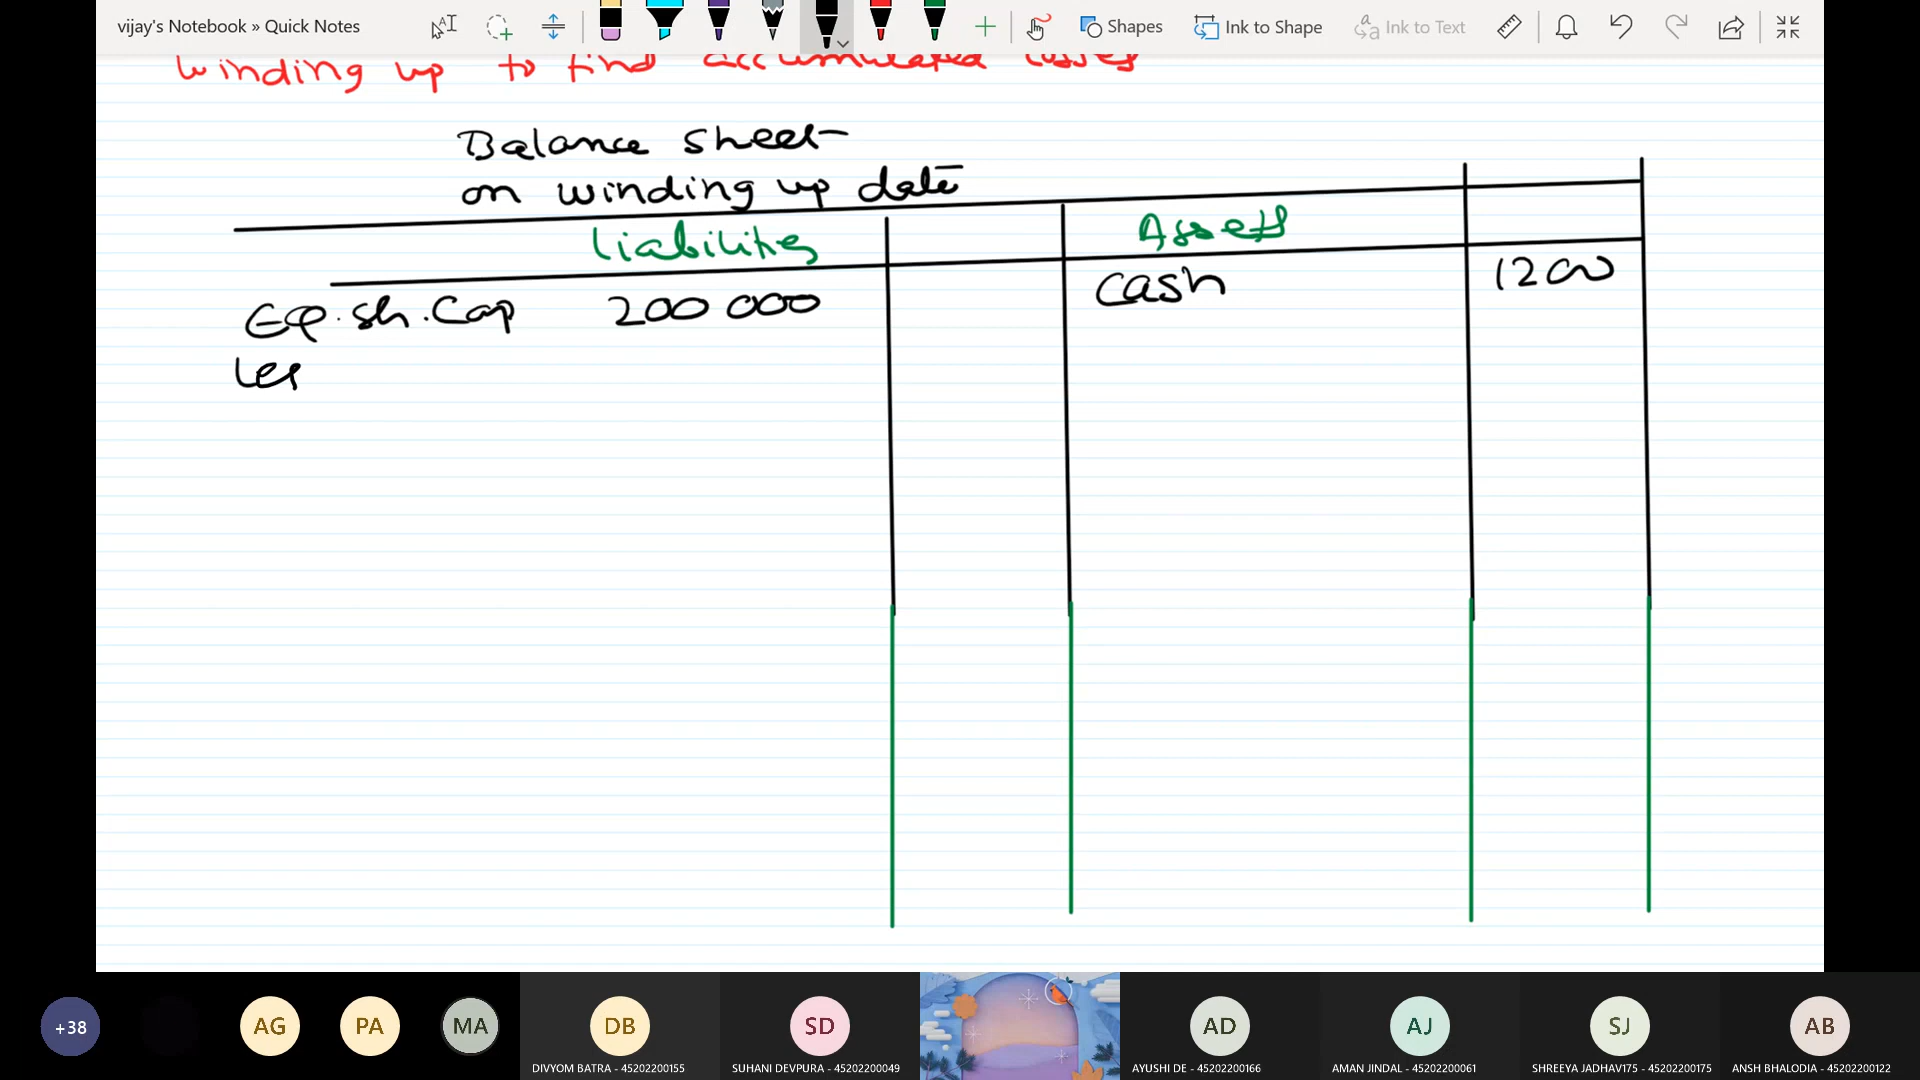 vijay's Notebook » Quick Notes
Shapes
Ink to Shape
Ink to Text
winding up to find accumulated losses
Balance sheet
on winding up date
Liabilities Assets
Eq.sh.Cap 200 000 Cash 1200
Les
+38
AG
PA
MA
DB
DIVYOM BATRA - 45202200155
SD
SUHANI DEVPURA - 45202200049
AD
AYUSHI DE - 45202200166
AJ
AMAN JINDAL - 45202200061
SJ
SHREEYA JADHAV175 - 45202200175
AB
ANSH BHALODIA - 45202200122